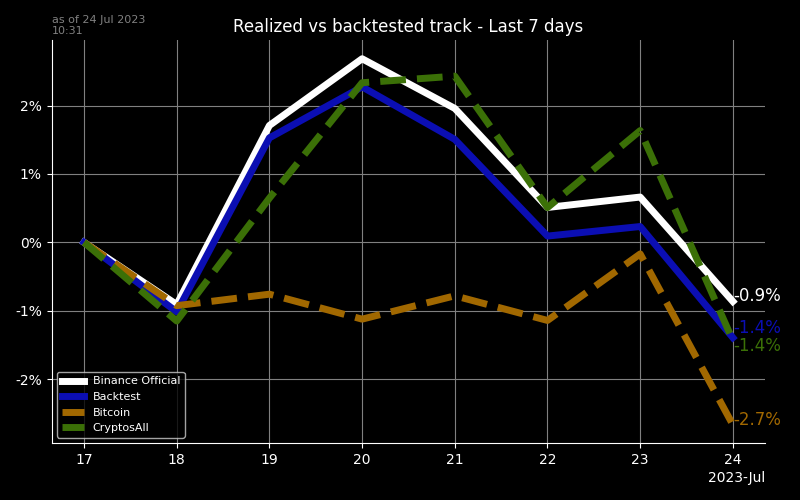 as of 24 Jul 2023
10:31
Realized vs backtested track - Last 7 days
2%
1%
0%
-1%
-2%
-0.9%
-1.4%
-1.4%
-2.7%
Binance Official
Backtest
Bitcoin
CryptosAll
17 18 19 20 21 22 23 24
2023-Jul